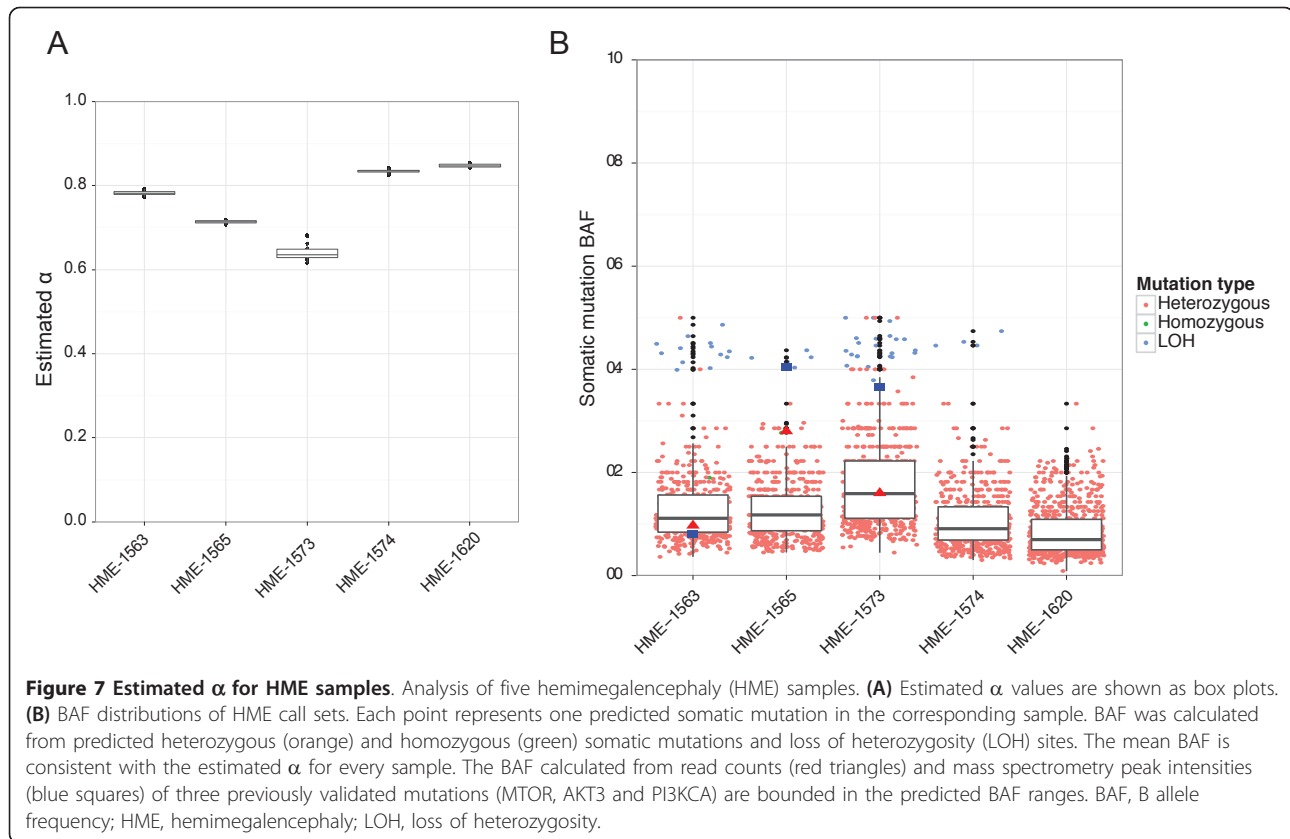 A
Estimated α
1.0
0.8
0.6
0.4
0.2
0.0
HME−1563
HME−1565
HME−1573
HME−1574
HME−1620
B
Somatic mutation BAF
10
08
06
04
02
00
HME−1563
HME−1565
HME−1573
HME−1574
HME−1620
Mutation type
Heterozygous
Homozygous
LOH
Figure 7 Estimated α for HME samples. Analysis of five hemimegalencephaly (HME) samples. (A) Estimated α values are shown as box plots.
(B) BAF distributions of HME call sets. Each point represents one predicted somatic mutation in the corresponding sample. BAF was calculated
from predicted heterozygous (orange) and homozygous (green) somatic mutations and loss of heterozygosity (LOH) sites. The mean BAF is
consistent with the estimated α for every sample. The BAF calculated from read counts (red triangles) and mass spectrometry peak intensities
(blue squares) of three previously validated mutations (MTOR, AKT3 and PI3KCA) are bounded in the predicted BAF ranges. BAF, B allele
frequency; HME, hemimegalencephaly; LOH, loss of heterozygosity.